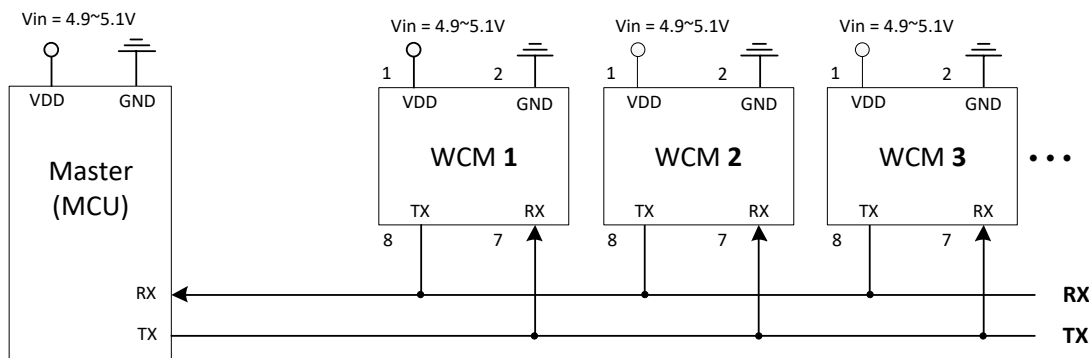 Vin = 4.9~5.1V
Vin = 4.9~5.1V
Vin = 4.9~5.1V
Vin = 4.9~5.1V
1 2
1 2
1 2
VDD GND
VDD GND
VDD GND
VDD GND
Master
(MCU)
WCM 1
WCM 2
WCM 3
TX RX
TX RX
TX RX
8 7
8 7
8 7
RX
RX
TX
TX